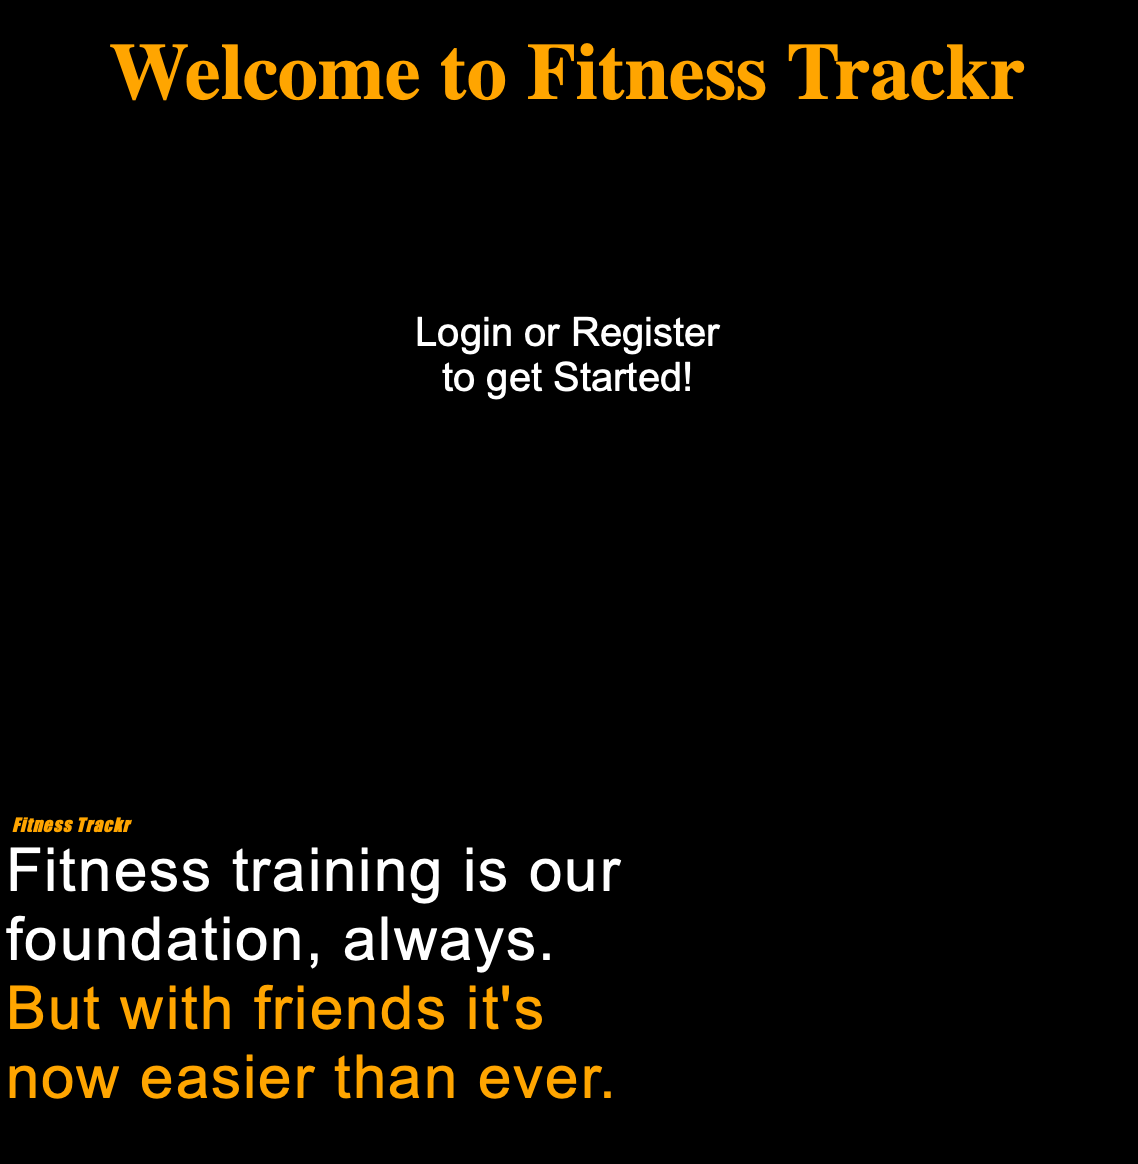 Welcome to Fitness Trackr
Login or Register
to get Started!
Fitness Trackr
Fitness training is our
foundation, always.
But with friends it's
now easier than ever.